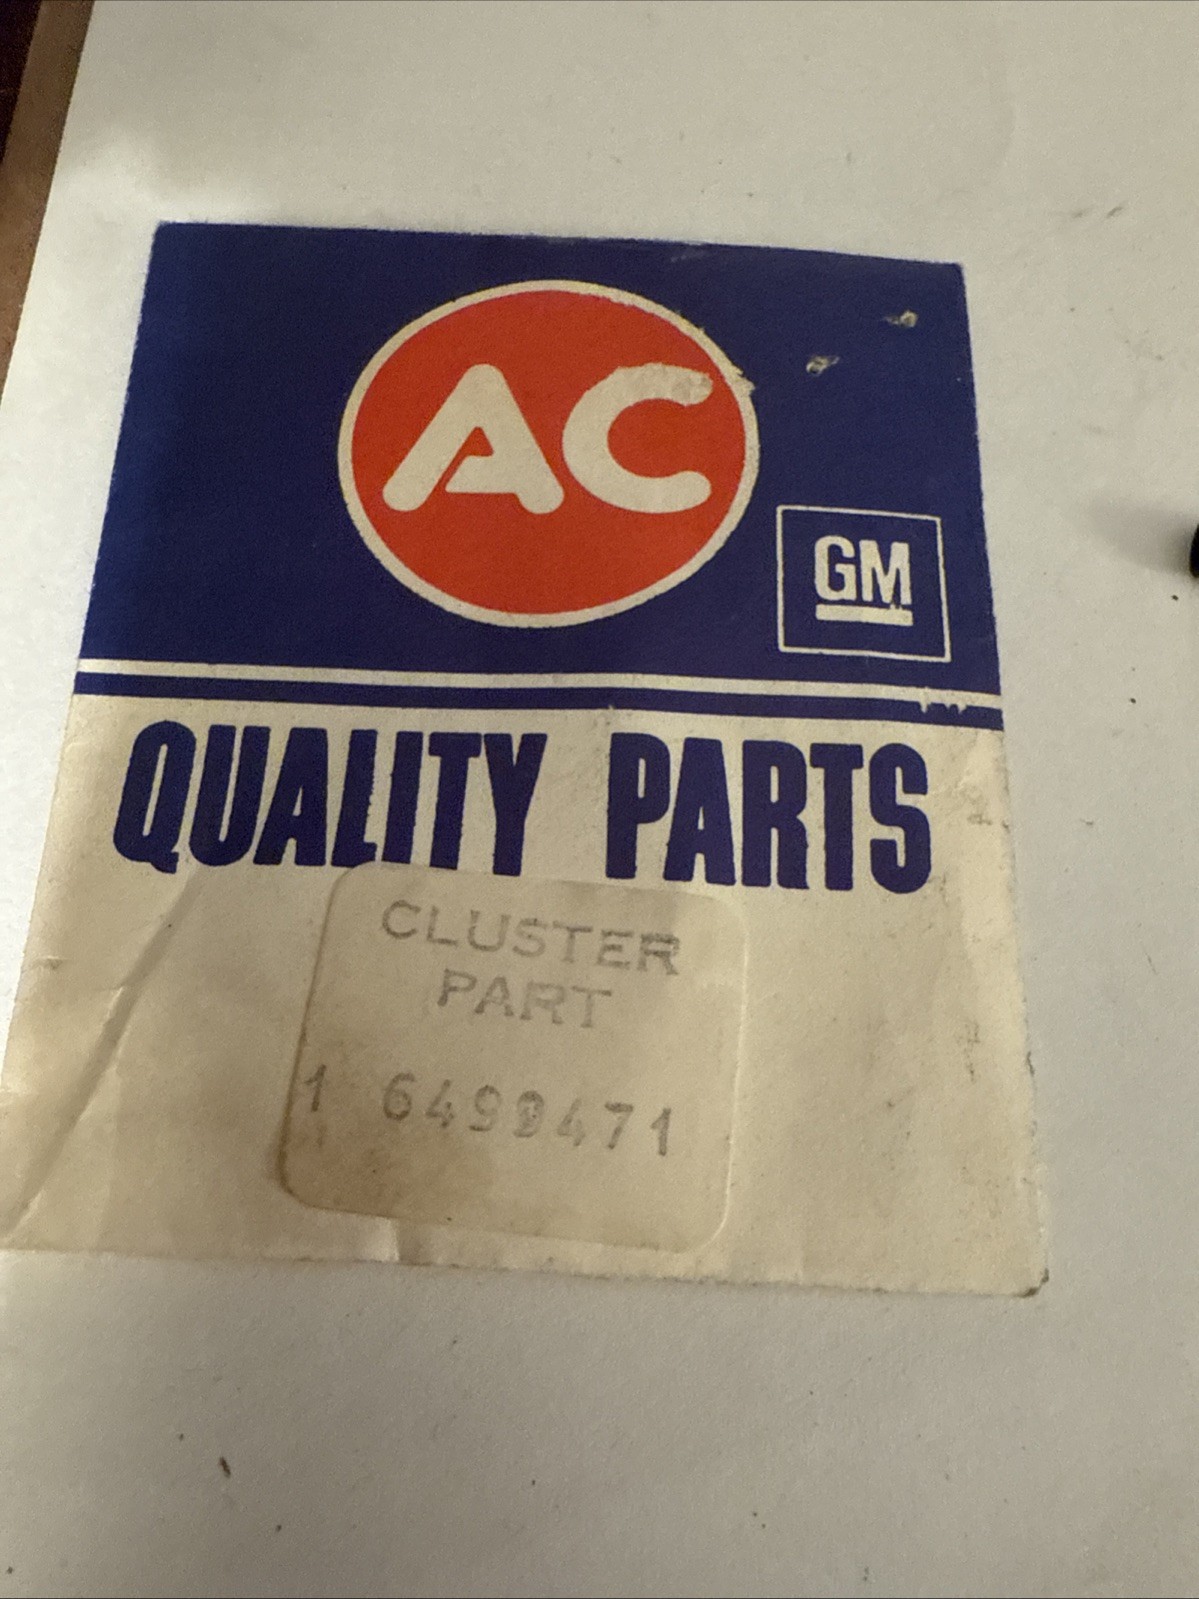 AC
GM
QUALITY PARTS
CLUSTER
PART
1 6499471